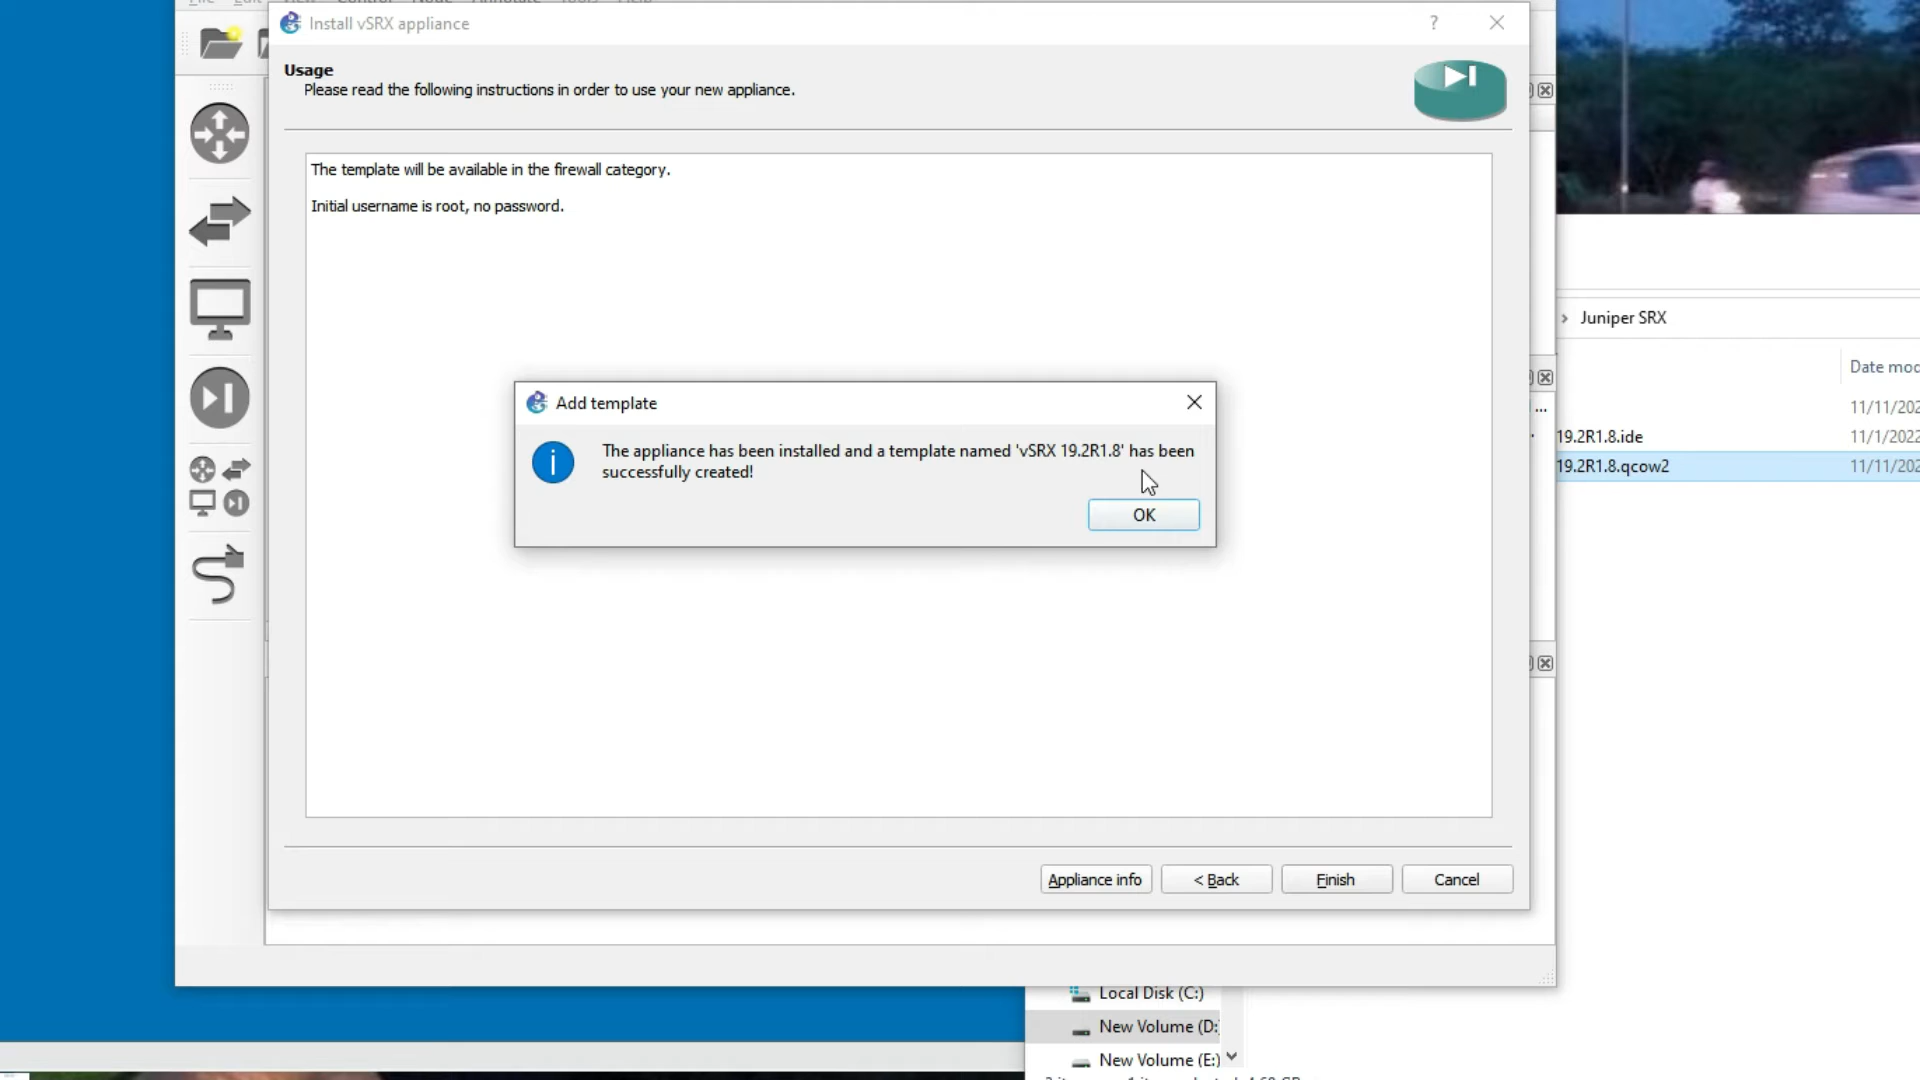 Install vSRX appliance
?
Usage
Please read the following instructions in order to use your new appliance.
The template will be available in the firewall category.
Initial username is root, no password.
Add template
The appliance has been installed and a template named 'vSRX 19.2R1.8' has been
successfully created!
OK
Appliance info
< Back
Finish
Cancel
› Juniper SRX
Date moc
11/11/202
19.2R1.8.ide
11/1/2022
19.2R1.8.qcow2
11/11/202
Local Disk (C:)
New Volume (D:
New Volume (E:)